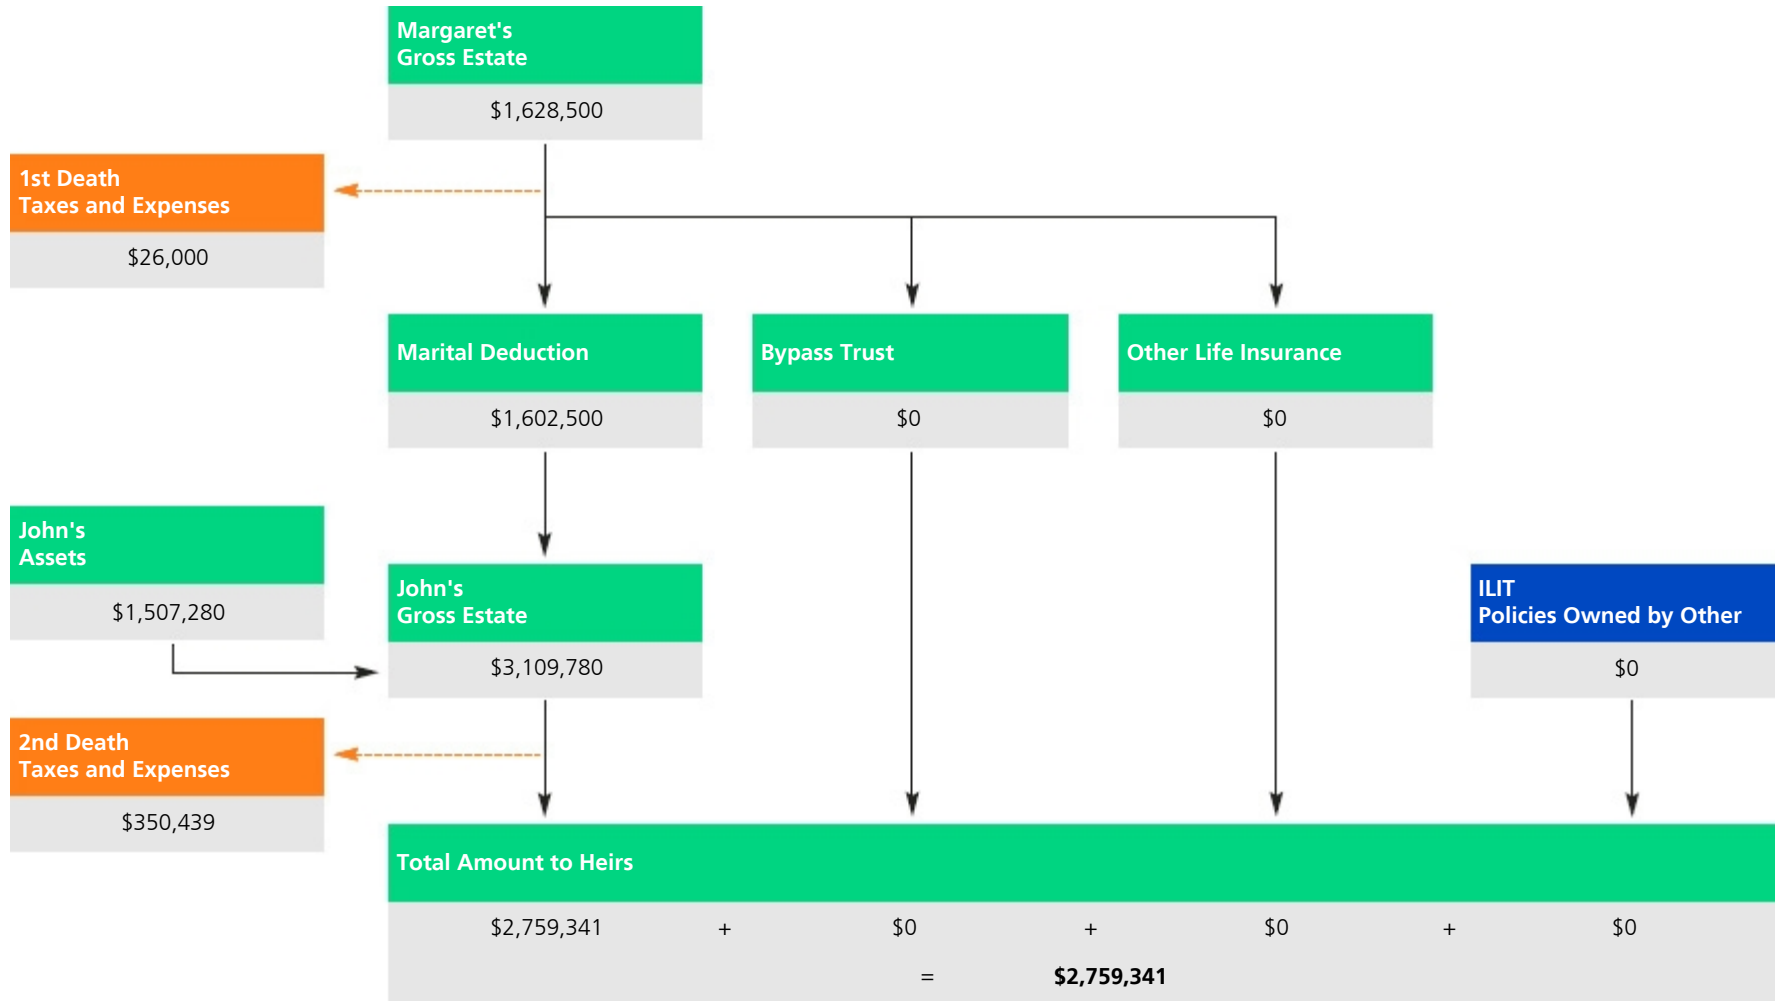 Margaret's
Gross Estate
$1,628,500
1st Death
Taxes and Expenses
$26,000
Marital Deduction
Bypass Trust
Other Life Insurance
$1,602,500
$0
$0
John's
Assets
$1,507,280
John's
Gross Estate
$3,109,780
ILIT
Policies Owned by Other
$0
2nd Death
Taxes and Expenses
$350,439
Total Amount to Heirs
$2,759,341 + $0 + $0 + $0
= $2,759,341